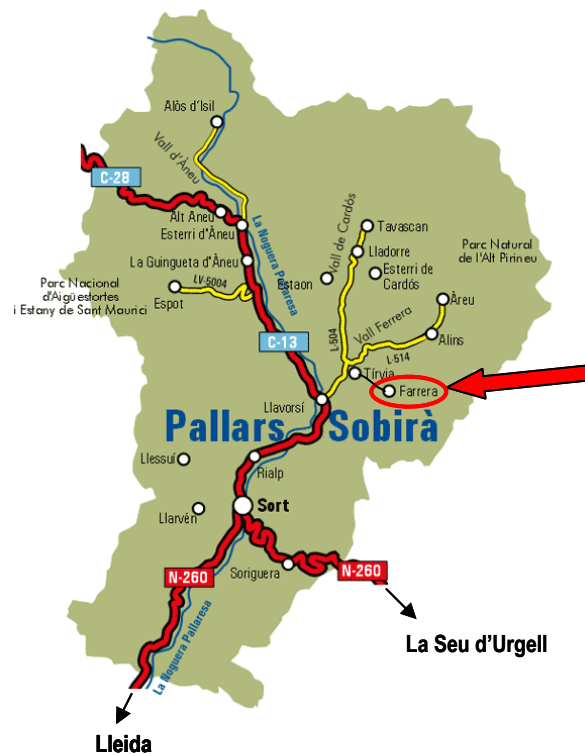 Alòs d'Isil
Vall d'Àneu
C-28
Alt Àneu
Esterri d'Àneu
La Noguera Pallaresa
La Guingueta d'Àneu
Vall de Cardós
Tavascan
Lladorre
Esterri de
Cardós
Estaon
Parc Natural
de l'Alt Pirineu
Parc Nacional
d'Aigüestortes
i Estany de Sant Maurici
LV-5004
Espot
Àreu
Vall Ferrera
Alins
L-504
L-514
C-13
Tírvia
Farrera
Llavorsí
Pallars Sobirà
Llessuí
Rialp
Sort
Llarvén
Soriguera
N-260
N-260
La Noguera Pallaresa
La Seu d'Urgell
Lleida